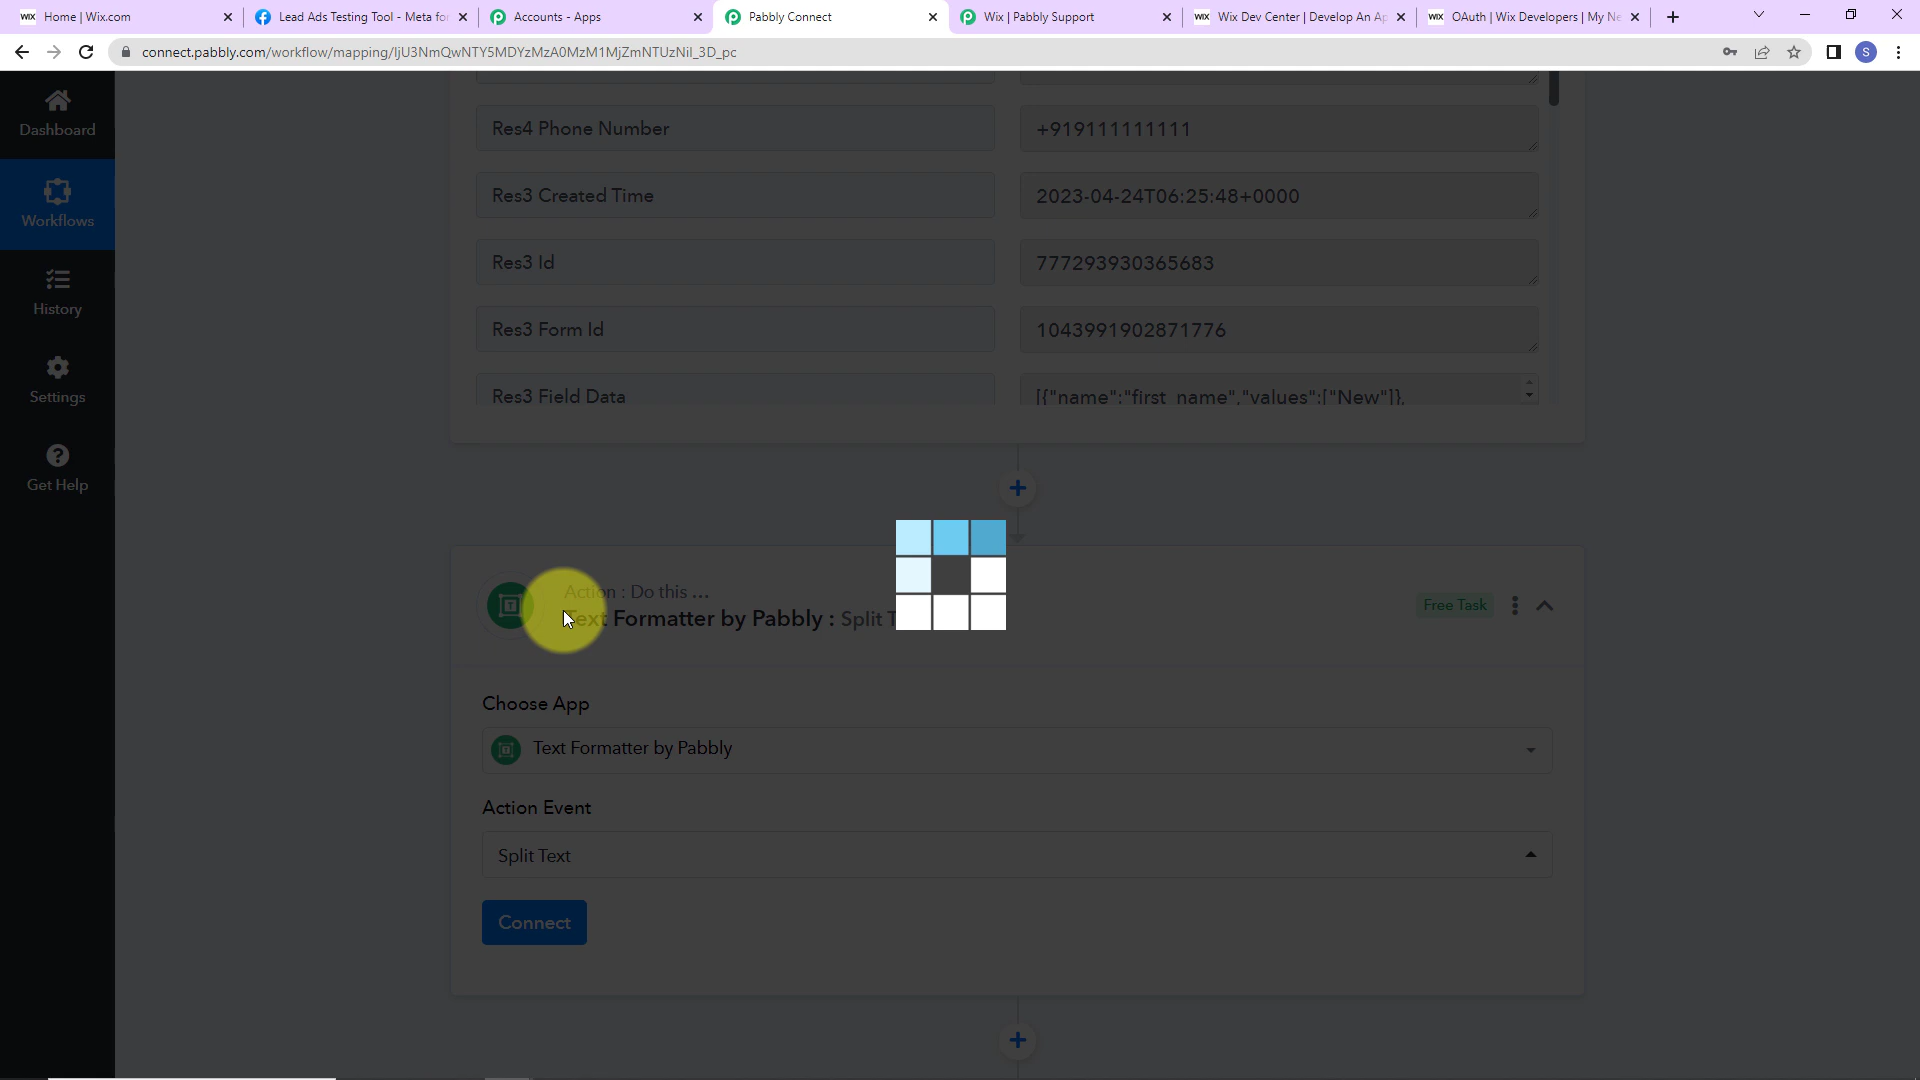 Home | Wix.com
Lead Ads Testing Tool - Meta fo
Accounts - Apps
Pabbly Connect
Wix | Pabbly Support
Wix Dev Center | Develop An Ap
OAuth | Wix Developers | My Ne
connect.pabbly.com/workflow/mapping/IjU3NmQwNTY5MDYzMzA0MzM1MjZmNTUzNiI_3D_pc
S
Dashboard
Workflows
History
Settings
Get Help
Res4 Phone Number
+919111111111
Res3 Created Time
2023-04-24T06:25:48+0000
Res3 Id
777293930365683
Res3 Form Id
1043991902871776
Res3 Field Data
[{"name":"first_name","values":["New"]},
Action : Do this ...
Text Formatter by Pabbly : Split T
Free Task
Choose App
Text Formatter by Pabbly
Action Event
Split Text
Connect